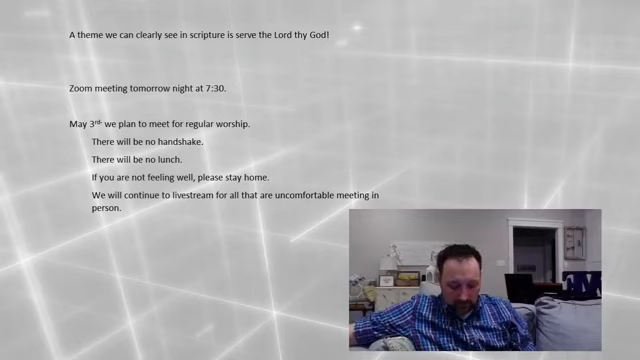 A theme we can clearly see in scripture is serve the Lord thy God!
Zoom meeting tomorrow night at 7:30.
May 3rd- we plan to meet for regular worship.
There will be no handshake.
There will be no lunch.
If you are not feeling well, please stay home.
We will continue to livestream for all that are uncomfortable meeting in
person.